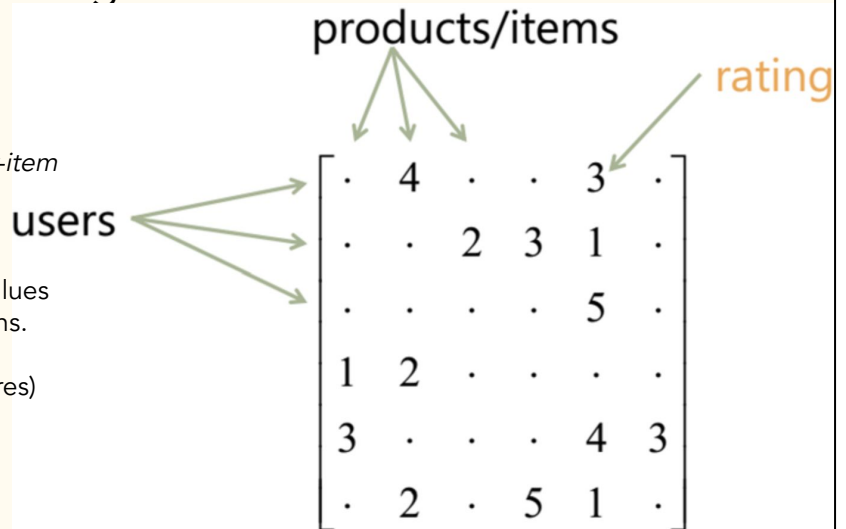 products/items
rating
-item
users
lues
ns.
res)
· 4 · · 3 ·
· · 2 3 1 ·
· · · · 5 ·
1 2 · · · ·
3 · · · 4 3
· 2 · 5 1 ·